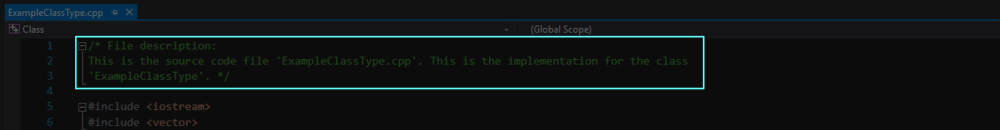 ExampleClassType.cpp
Class
(Global Scope)
1 /* File description:
2 This is the source code file 'ExampleClassType.cpp'. This is the implementation for the class
3 'ExampleClassType'. */
4
5 #include <iostream>
6 #include <vector>